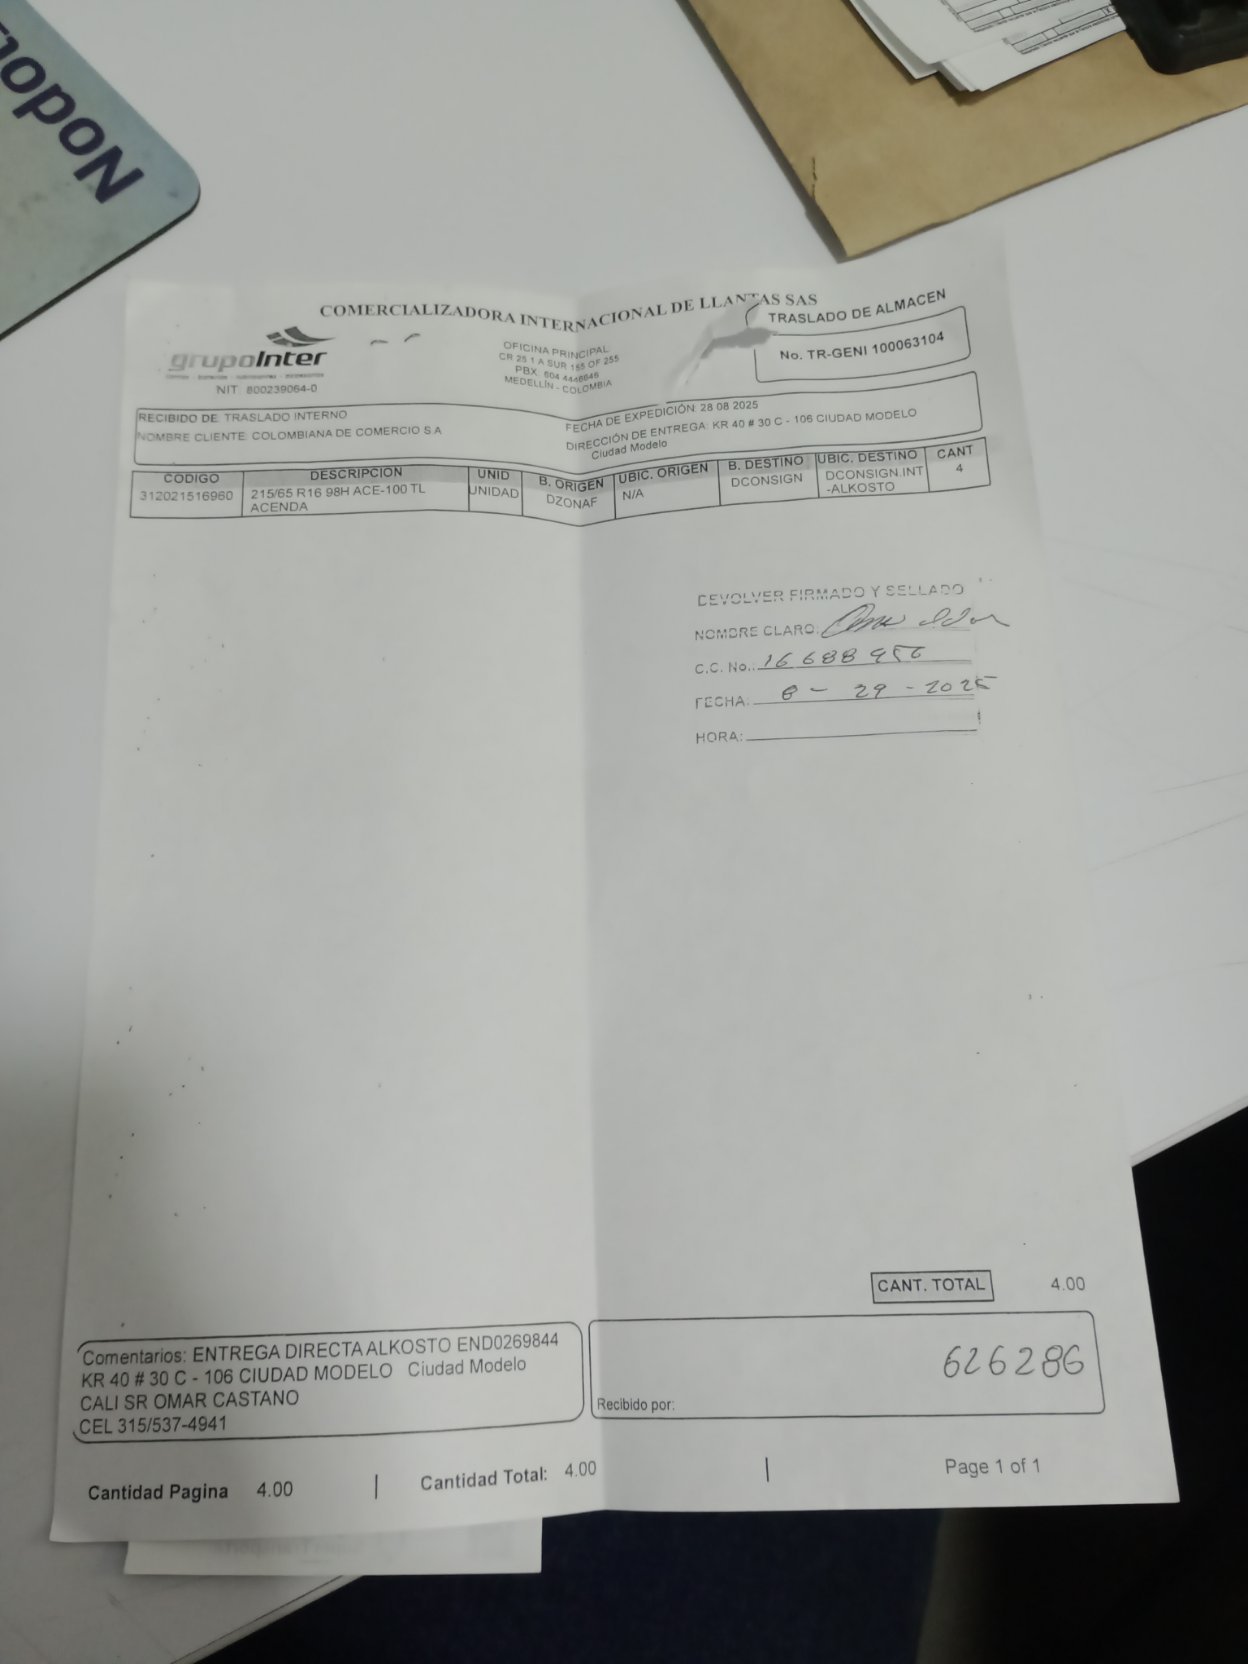 Nodo
COMERCIALIZADORA INTERNACIONAL DE LLANTAS SAS
grupoInter
NIT 800239064-0
OFICINA PRINCIPAL
CR 25 1 A SUR 155 OF 255
PBX. 604 4446646
MEDELLÍN - COLOMBIA
TRASLADO DE ALMACEN
No. TR-GENI 100063104
RECIBIDO DE: TRASLADO INTERNO
NOMBRE CLIENTE: COLOMBIANA DE COMERCIO S.A
FECHA DE EXPEDICIÓN: 28 08 2025
DIRECCIÓN DE ENTREGA: KR 40 # 30 C - 106 CIUDAD MODELO
Ciudad Modelo
CODIGO DESCRIPCION UNID B. ORIGEN UBIC. ORIGEN B. DESTINO UBIC. DESTINO CANT
312021516960 215/65 R16 98H ACE-100 TL UNIDAD DZONAF N/A DCONSIGN DCONSIGN.INT 4
ACENDA -ALKOSTO
DEVOLVER FIRMADO Y SELLADO
NOMBRE CLARO:
C.C. No.: 16 688 956
FECHA: 8 - 29 - 2025
HORA:
CANT. TOTAL 4.00
Comentarios: ENTREGA DIRECTA ALKOSTO END0269844
KR 40 # 30 C - 106 CIUDAD MODELO Ciudad Modelo
CALI SR OMAR CASTANO
CEL 315/537-4941
626286
Recibido por:
Cantidad Pagina 4.00 | Cantidad Total: 4.00 | Page 1 of 1